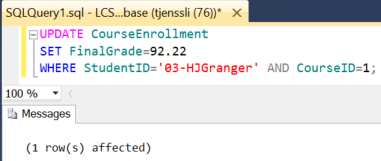 SQLQuery1.sql - LCS...base (tjenssli (76))*
UPDATE CourseEnrollment
SET FinalGrade=92.22
WHERE StudentID='03-HJGranger' AND CourseID=1;
100 %
Messages
(1 row(s) affected)